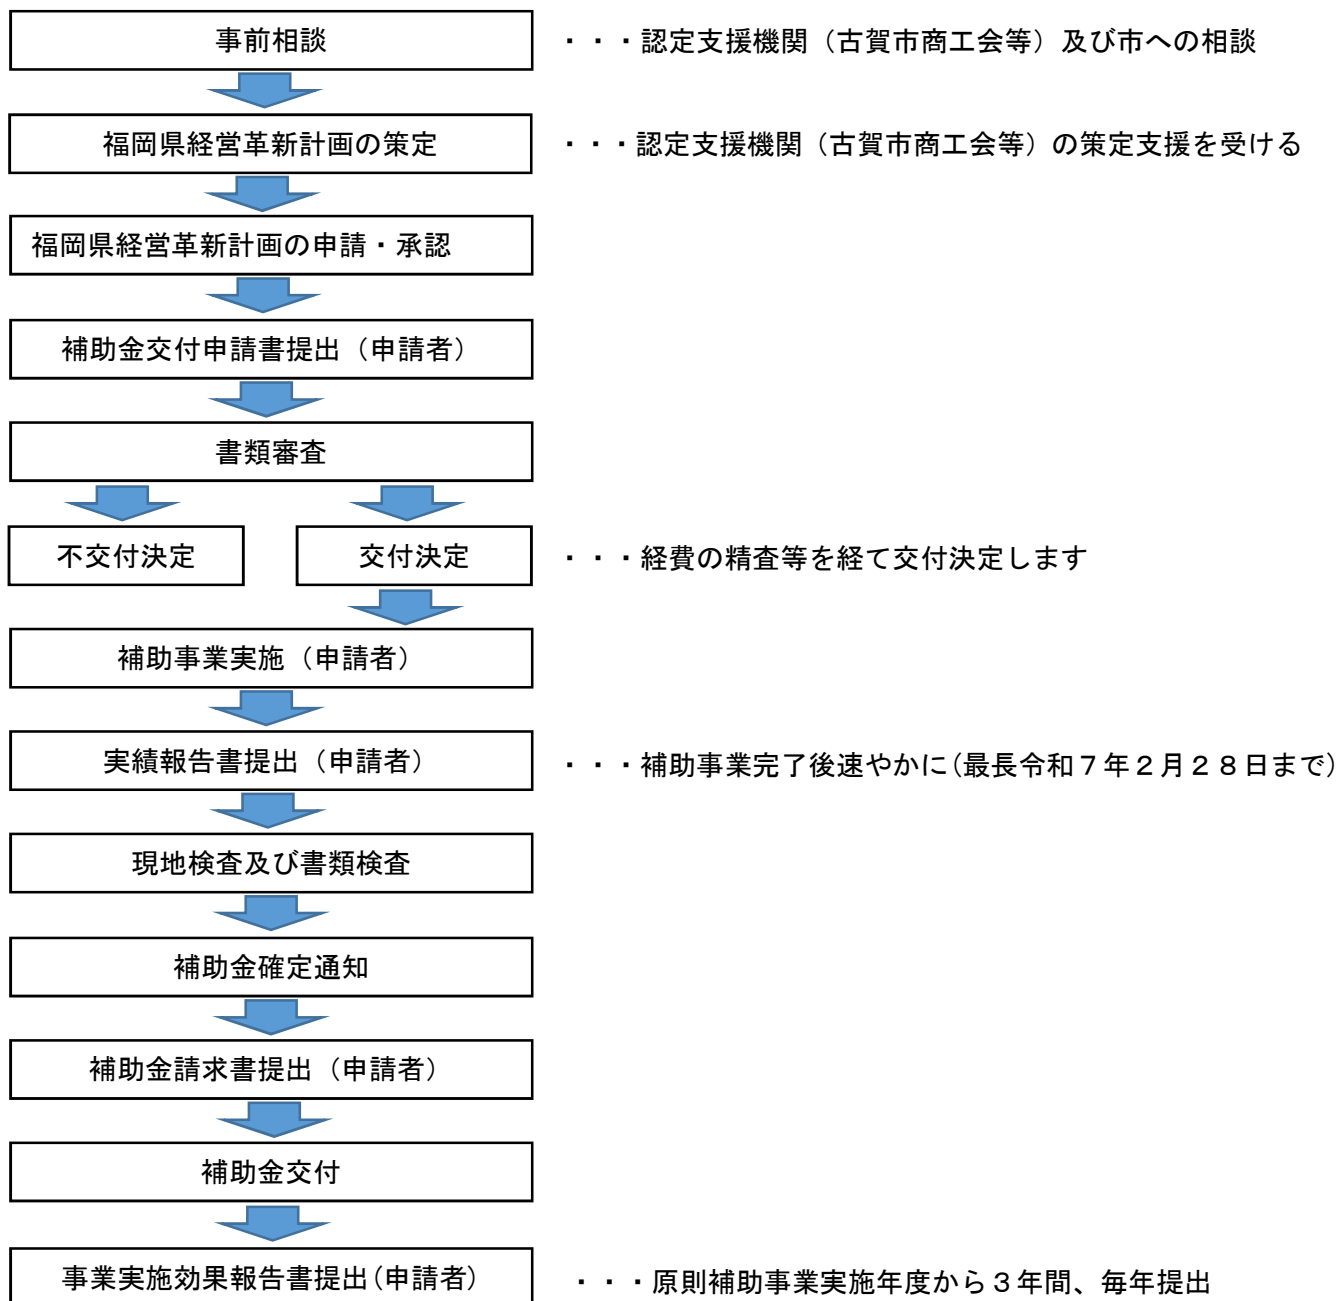 事前相談
・・・認定支援機関（古賀市商工会等）及び市への相談
福岡県経営革新計画の策定
・・・認定支援機関（古賀市商工会等）の策定支援を受ける
福岡県経営革新計画の申請・承認
補助金交付申請書提出（申請者）
書類審査
不交付決定
交付決定
・・・経費の精査等を経て交付決定します
補助事業実施（申請者）
実績報告書提出（申請者）
・・・補助事業完了後速やかに(最長令和７年２月２８日まで)
現地検査及び書類検査
補助金確定通知
補助金請求書提出（申請者）
補助金交付
事業実施効果報告書提出(申請者)
・・・原則補助事業実施年度から３年間、毎年提出